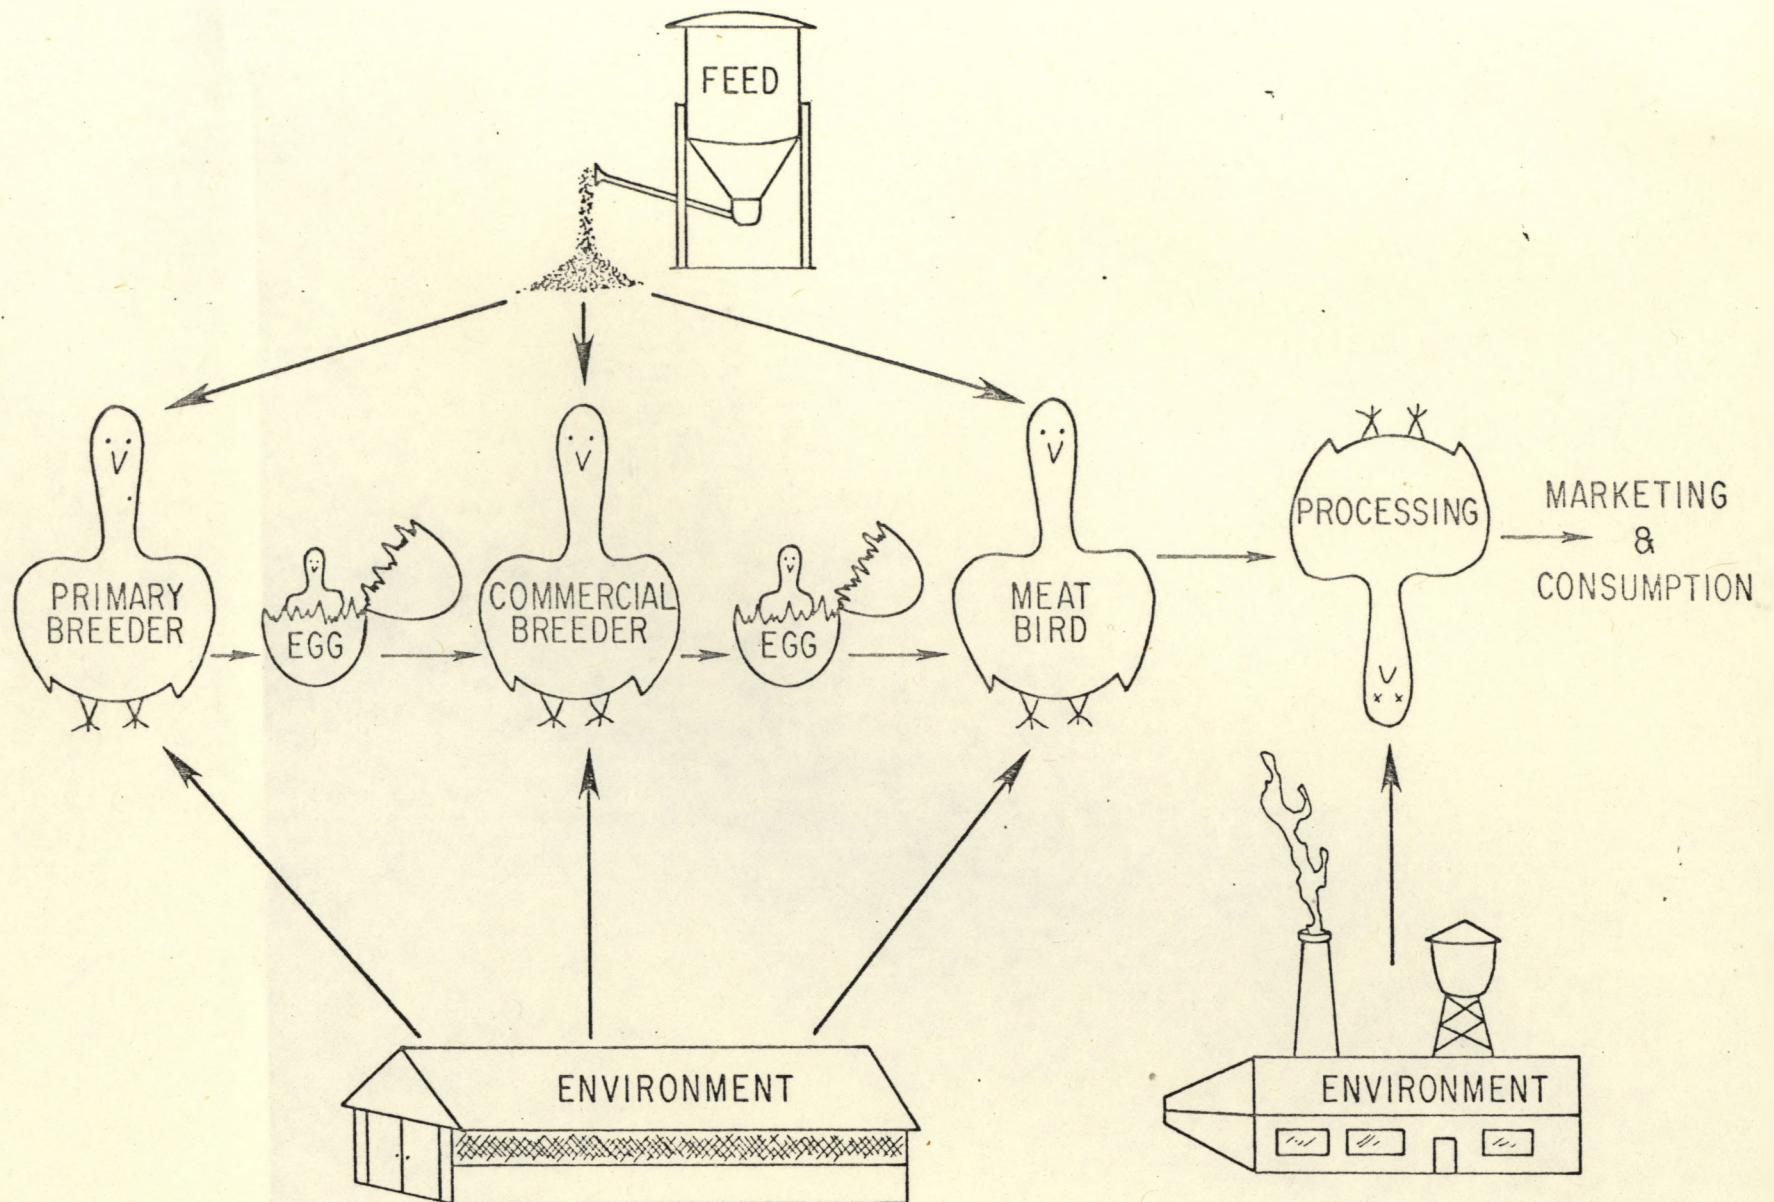 FEED
PRIMARY
BREEDER
EGG
COMMERCIAL
BREEDER
EGG
MEAT
BIRD
PROCESSING
MARKETING
&
CONSUMPTION
ENVIRONMENT
ENVIRONMENT